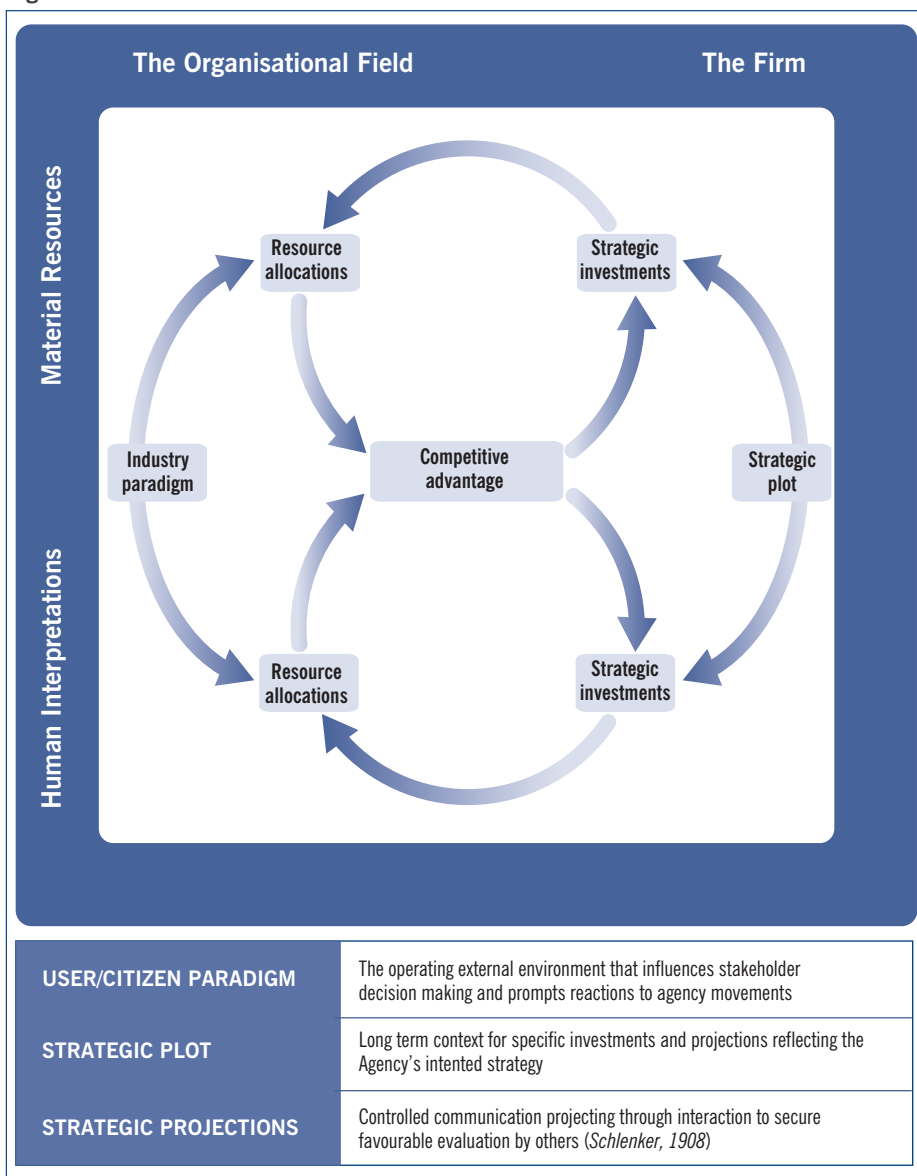 The Organisational Field
The Firm
Material Resources
Human Interpretations
Resource
allocations
Strategic
investments
Industry
paradigm
Competitive
advantage
Strategic
plot
Resource
allocations
Strategic
investments
USER/CITIZEN PARADIGM
The operating external environment that influences stakeholder
decision making and prompts reactions to agency movements
STRATEGIC PLOT
Long term context for specific investments and projections reflecting the
Agency's intented strategy
STRATEGIC PROJECTIONS
Controlled communication projecting through interaction to secure
favourable evaluation by others (Schlenker, 1908)